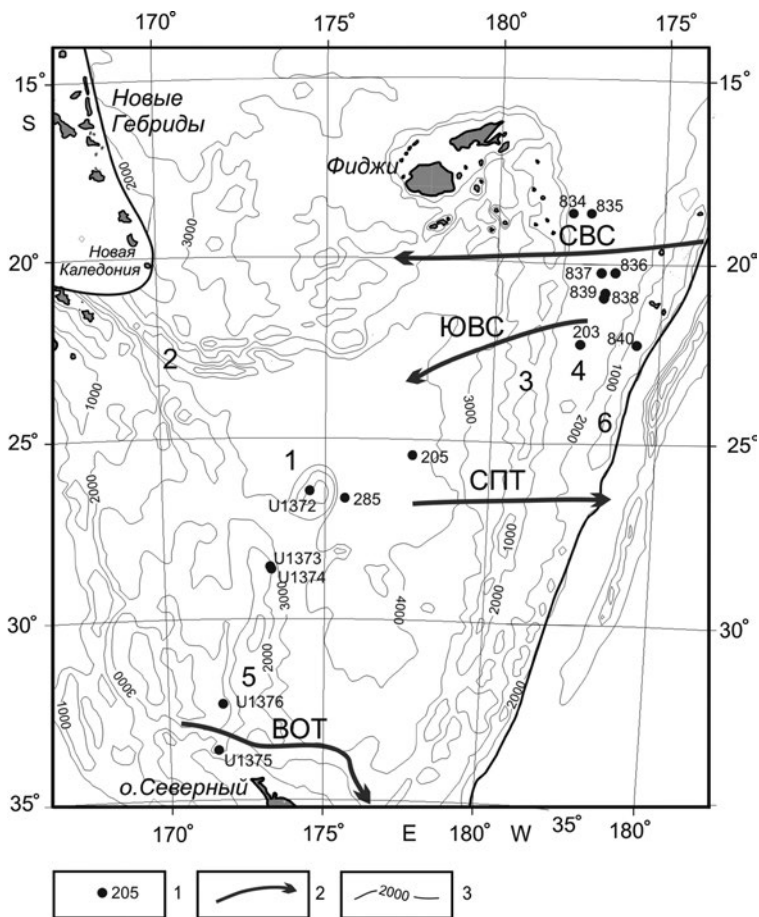 170° 175° 180° 175°
15° 15°
S
Новые
Гебриды
2000
3000
Фиджи
834 835
СВС
Новая
Каледония
20° 20°
837 836
839 838
ЮВС
203 840
2 3 4
1000
1000
3000
2000
6
25° 25°
1
205
2000
U1372 285
СПТ
U1373
U1374
1000
3000
4000
2000
30° 30°
5
2000
3000
U1376
2000
1000
ВОТ
U1375
о.Северный
35°
170° 175° E 180° W 35° 180°
205 1 2 2000 3